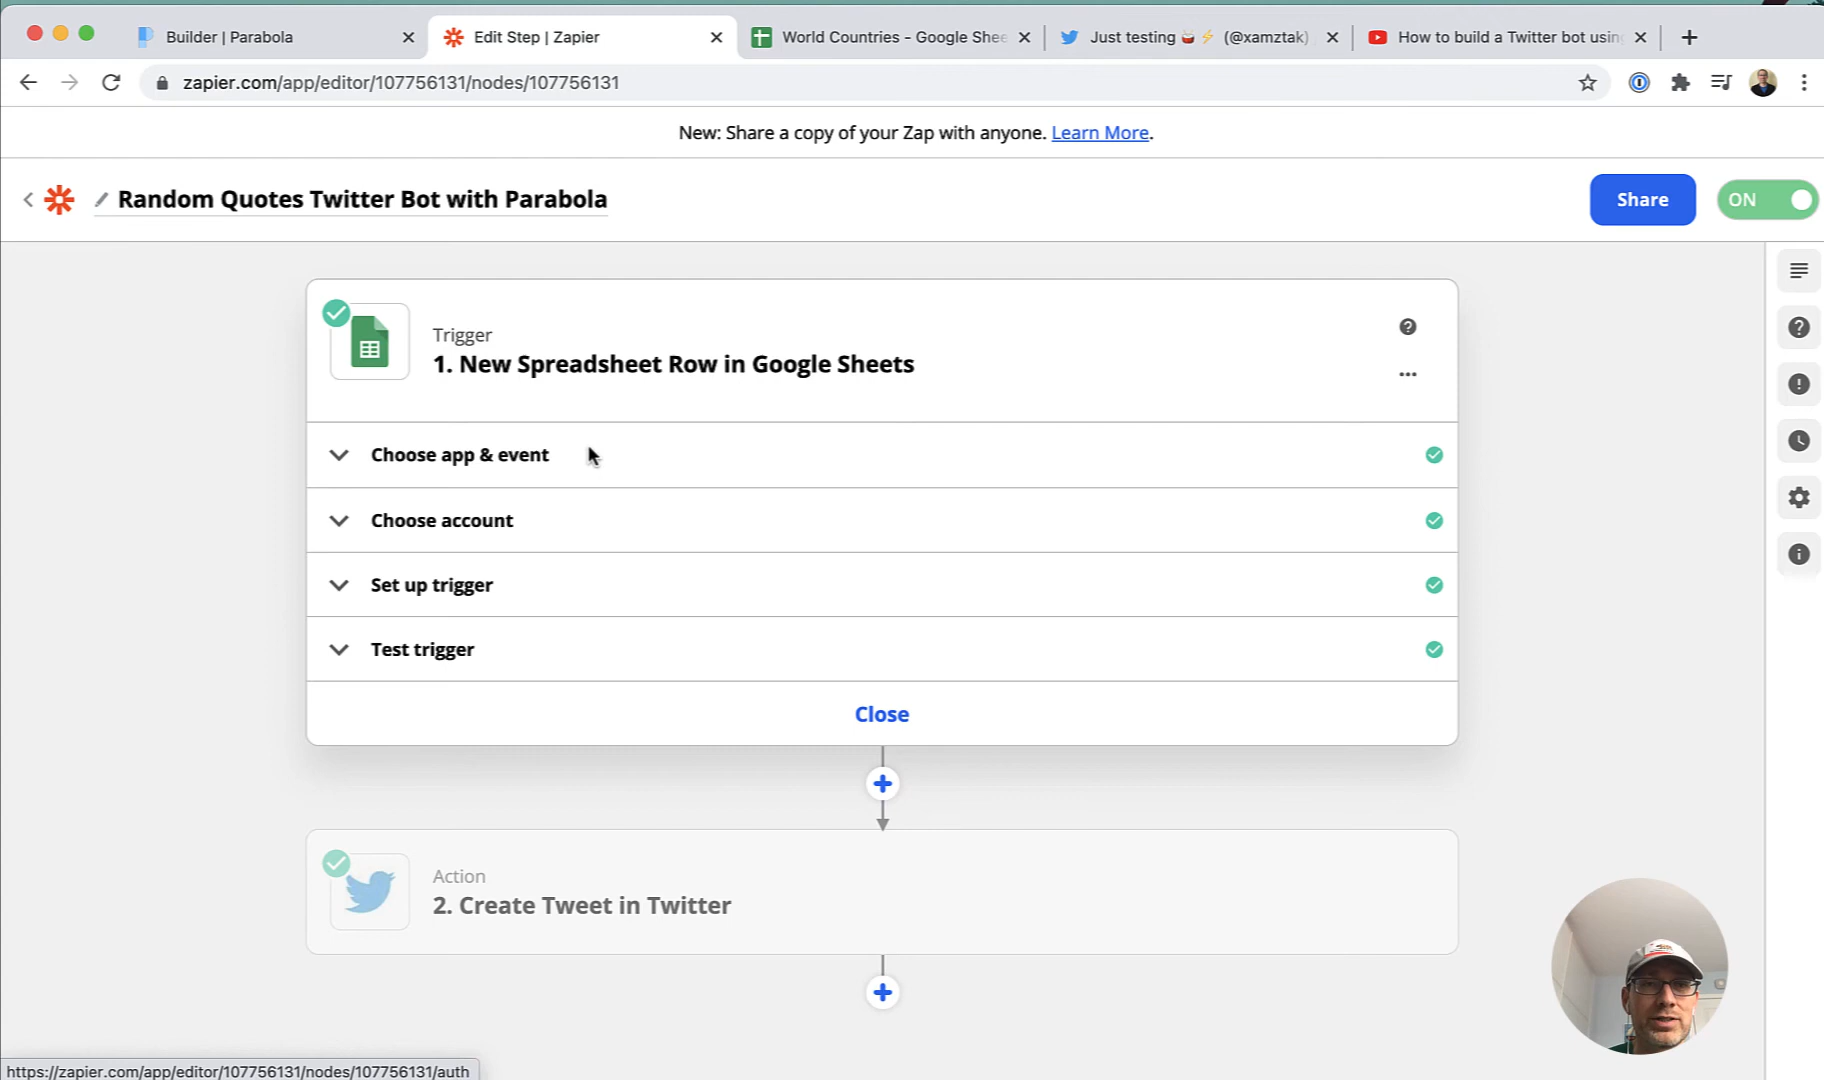 Builder | Parabola
Edit Step | Zapier
World Countries - Google Shee
Just testing 🥁⚡ (@xamztak)
How to build a Twitter bot usin
zapier.com/app/editor/107756131/nodes/107756131
New: Share a copy of your Zap with anyone. Learn More.
Random Quotes Twitter Bot with Parabola
Share
ON
Trigger
1. New Spreadsheet Row in Google Sheets
Choose app & event
Choose account
Set up trigger
Test trigger
Close
Action
2. Create Tweet in Twitter
https://zapier.com/app/editor/107756131/nodes/107756131/auth